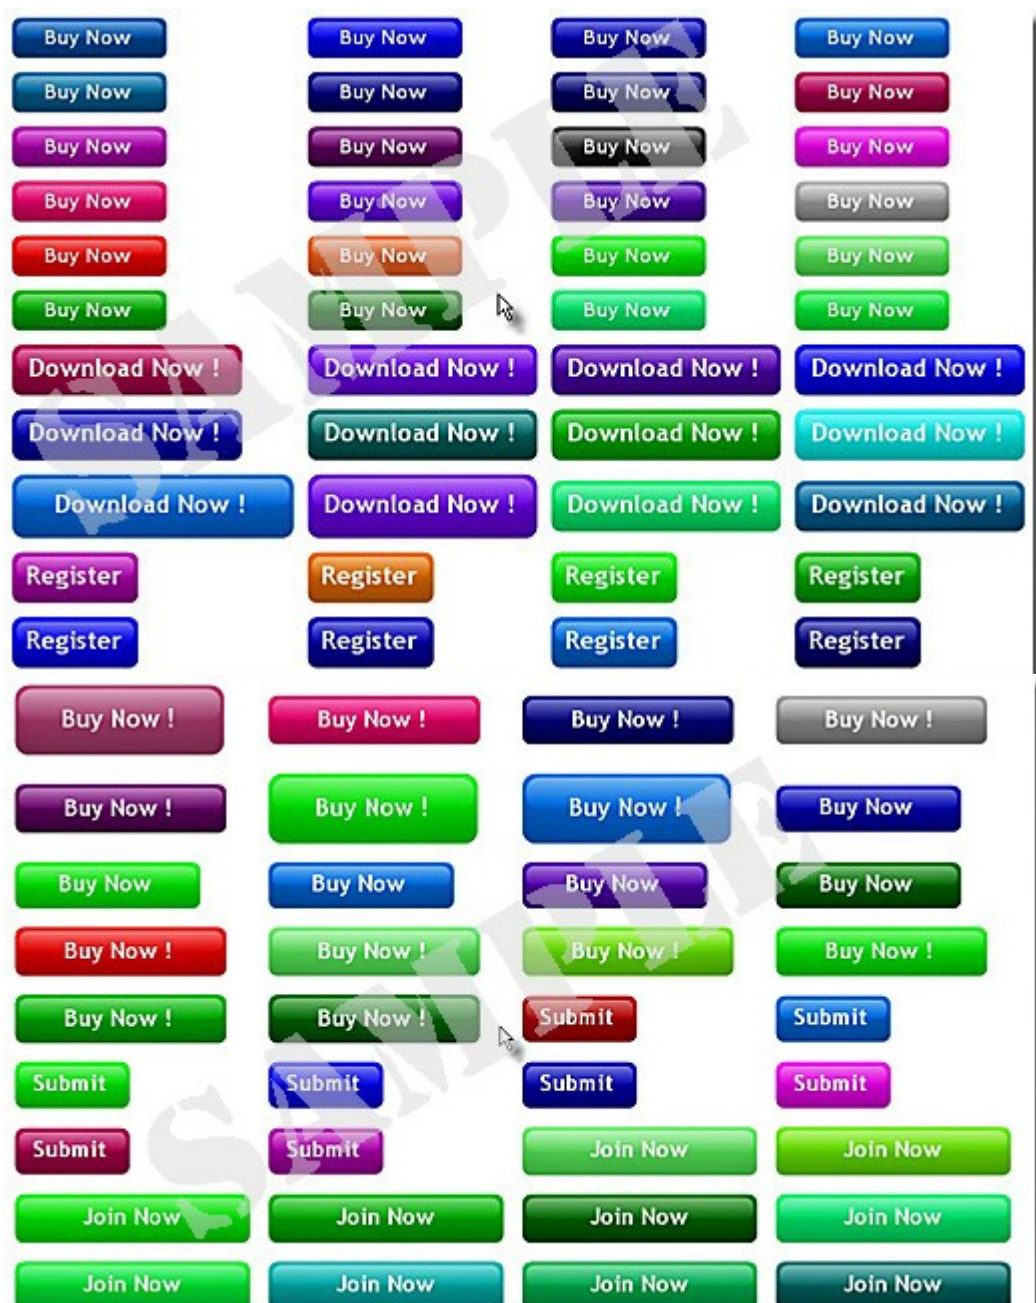 Buy Now Buy Now Buy Now Buy Now
Buy Now Buy Now Buy Now Buy Now
Buy Now Buy Now Buy Now Buy Now
Buy Now Buy Now Buy Now Buy Now
Buy Now Buy Now Buy Now Buy Now
Buy Now Buy Now Buy Now Buy Now
Download Now ! Download Now ! Download Now ! Download Now !
Download Now ! Download Now ! Download Now ! Download Now !
Download Now ! Download Now ! Download Now ! Download Now !
Register Register Register Register
Register Register Register Register
SAMPLE
Buy Now ! Buy Now ! Buy Now ! Buy Now !
Buy Now ! Buy Now ! Buy Now ! Buy Now
Buy Now Buy Now Buy Now Buy Now
Buy Now ! Buy Now ! Buy Now ! Buy Now !
Buy Now ! Buy Now ! Submit Submit
Submit Submit Submit Submit
Submit Submit Join Now Join Now
Join Now Join Now Join Now Join Now
Join Now Join Now Join Now Join Now
SAMPLE